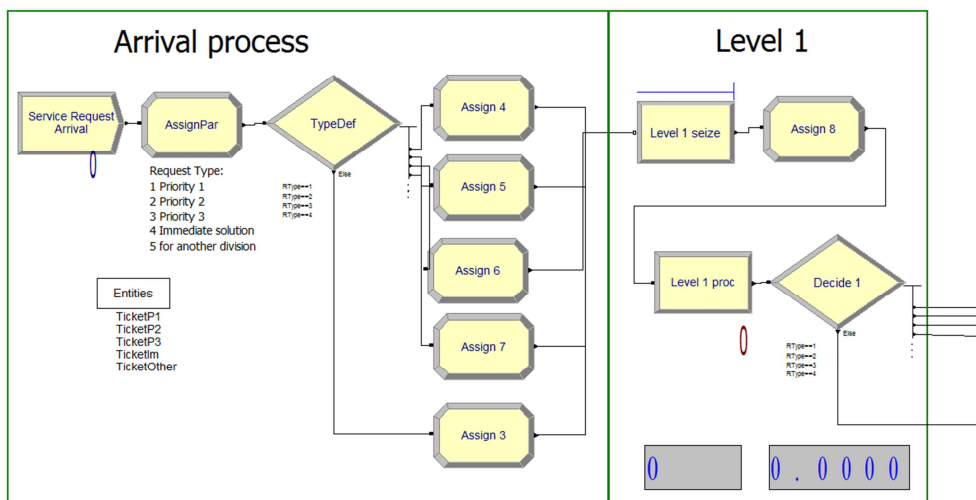 Arrival process
Service Request
Arrival
0
AssignPar
Request Type:
1 Priority 1
2 Priority 2
3 Priority 3
4 Immediate solution
5 for another division
TypeDef
Else
RType==1
RType==2
RType==3
RType==4
Assign 4
Assign 5
Assign 6
Assign 7
Assign 3
Entities
TicketP1
TicketP2
TicketP3
TicketIm
TicketOther
Level 1
Level 1 seize
Assign 8
Level 1 proc
0
Decide 1
Else
RType==1
RType==2
RType==3
RType==4
0
0.0000